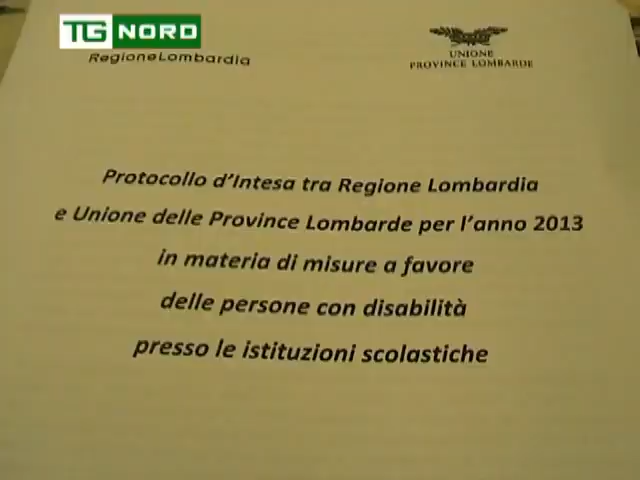 TG NORD
RegioneLombardia
UNIONE
PROVINCE LOMBARDE
Protocollo d'Intesa tra Regione Lombardia
e Unione delle Province Lombarde per l'anno 2013
in materia di misure a favore
delle persone con disabilità
presso le istituzioni scolastiche